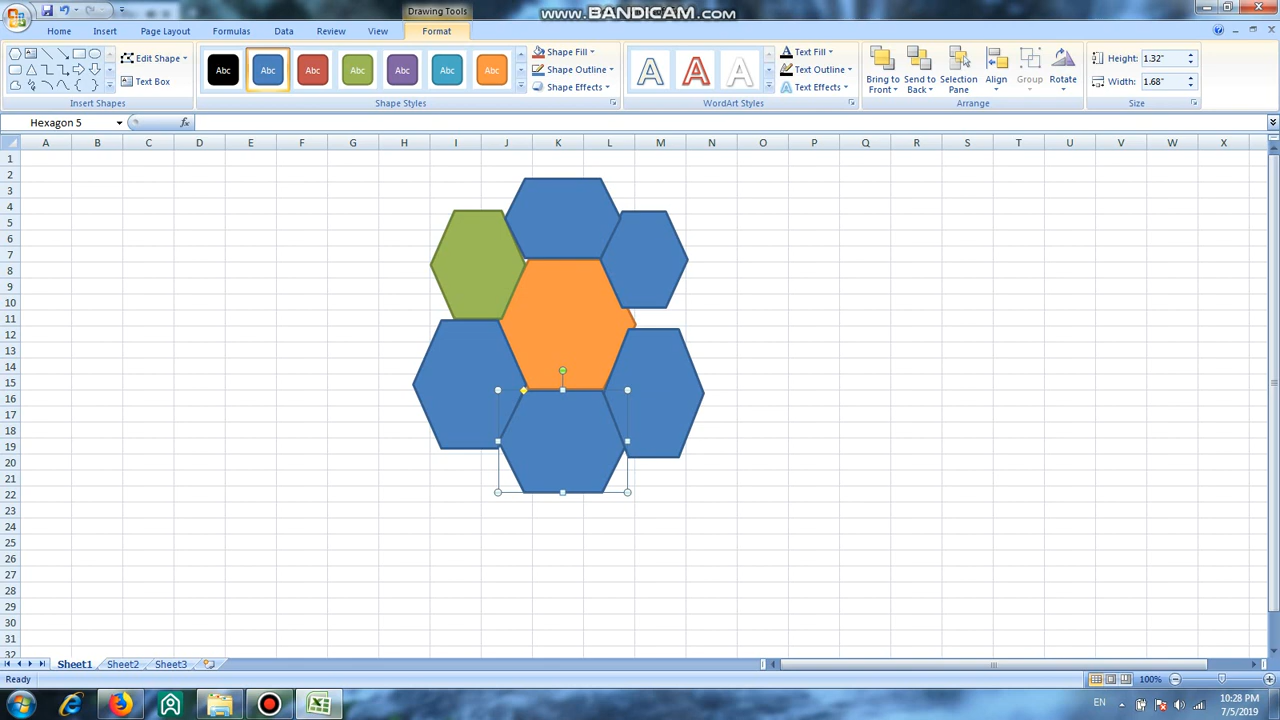 Drawing Tools
www.BANDICAM.com
Home Insert Page Layout Formulas Data Review View Format
Edit Shape
Text Box
Insert Shapes
Abc Abc Abc Abc Abc Abc Abc
Shape Fill
Shape Outline
Shape Effects
Shape Styles
A A A
Text Fill
Text Outline
Text Effects
WordArt Styles
Bring to Front
Send to Back
Selection Pane
Align
Group
Rotate
Arrange
Height: 1.32"
Width: 1.68"
Size
Hexagon 5
fx
A B C D E F G H I J K L M N O P Q R S T U V W X
1
2
3
4
5
6
7
8
9
10
11
12
13
14
15
16
17
18
19
20
21
22
23
24
25
26
27
28
29
30
31
32
Sheet1 Sheet2 Sheet3
Ready
100%
EN
10:28 PM
7/5/2019